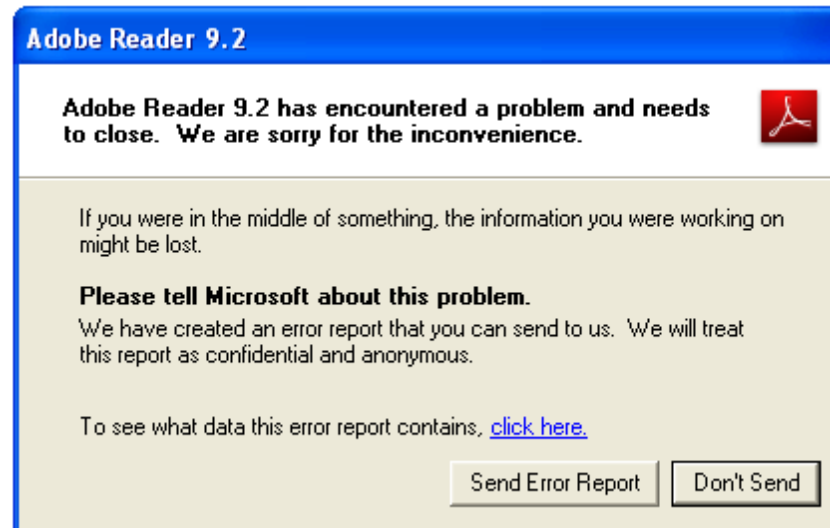 Adobe Reader 9.2
Adobe Reader 9.2 has encountered a problem and needs
to close.  We are sorry for the inconvenience.
If you were in the middle of something, the information you were working on
might be lost.
Please tell Microsoft about this problem.
We have created an error report that you can send to us.  We will treat
this report as confidential and anonymous.
To see what data this error report contains, click here.
Send Error Report
Don't Send